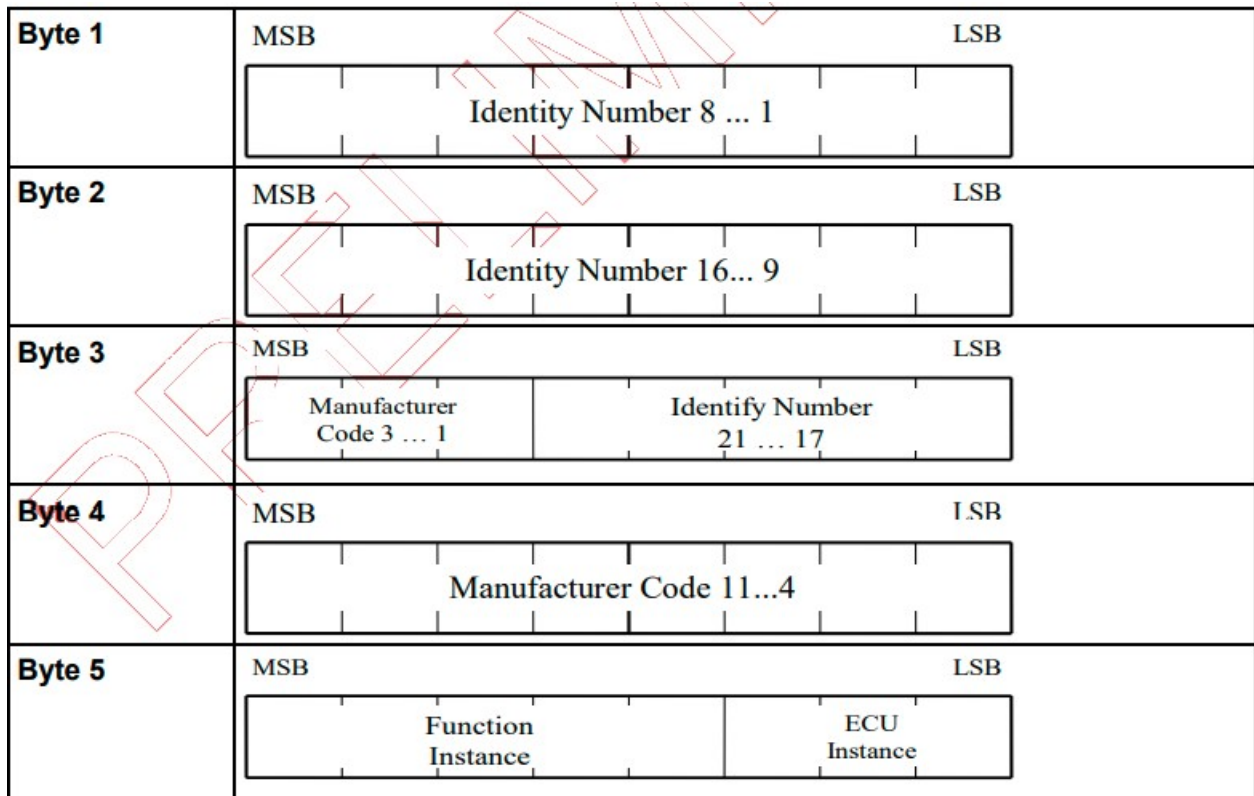 Byte 1
MSB LSB
Identity Number 8 ... 1
Byte 2
MSB LSB
Identity Number 16... 9
Byte 3
MSB LSB
Manufacturer Identify Number
Code 3 … 1 21 … 17
Byte 4
MSB LSB
Manufacturer Code 11...4
Byte 5
MSB LSB
Function ECU
Instance Instance